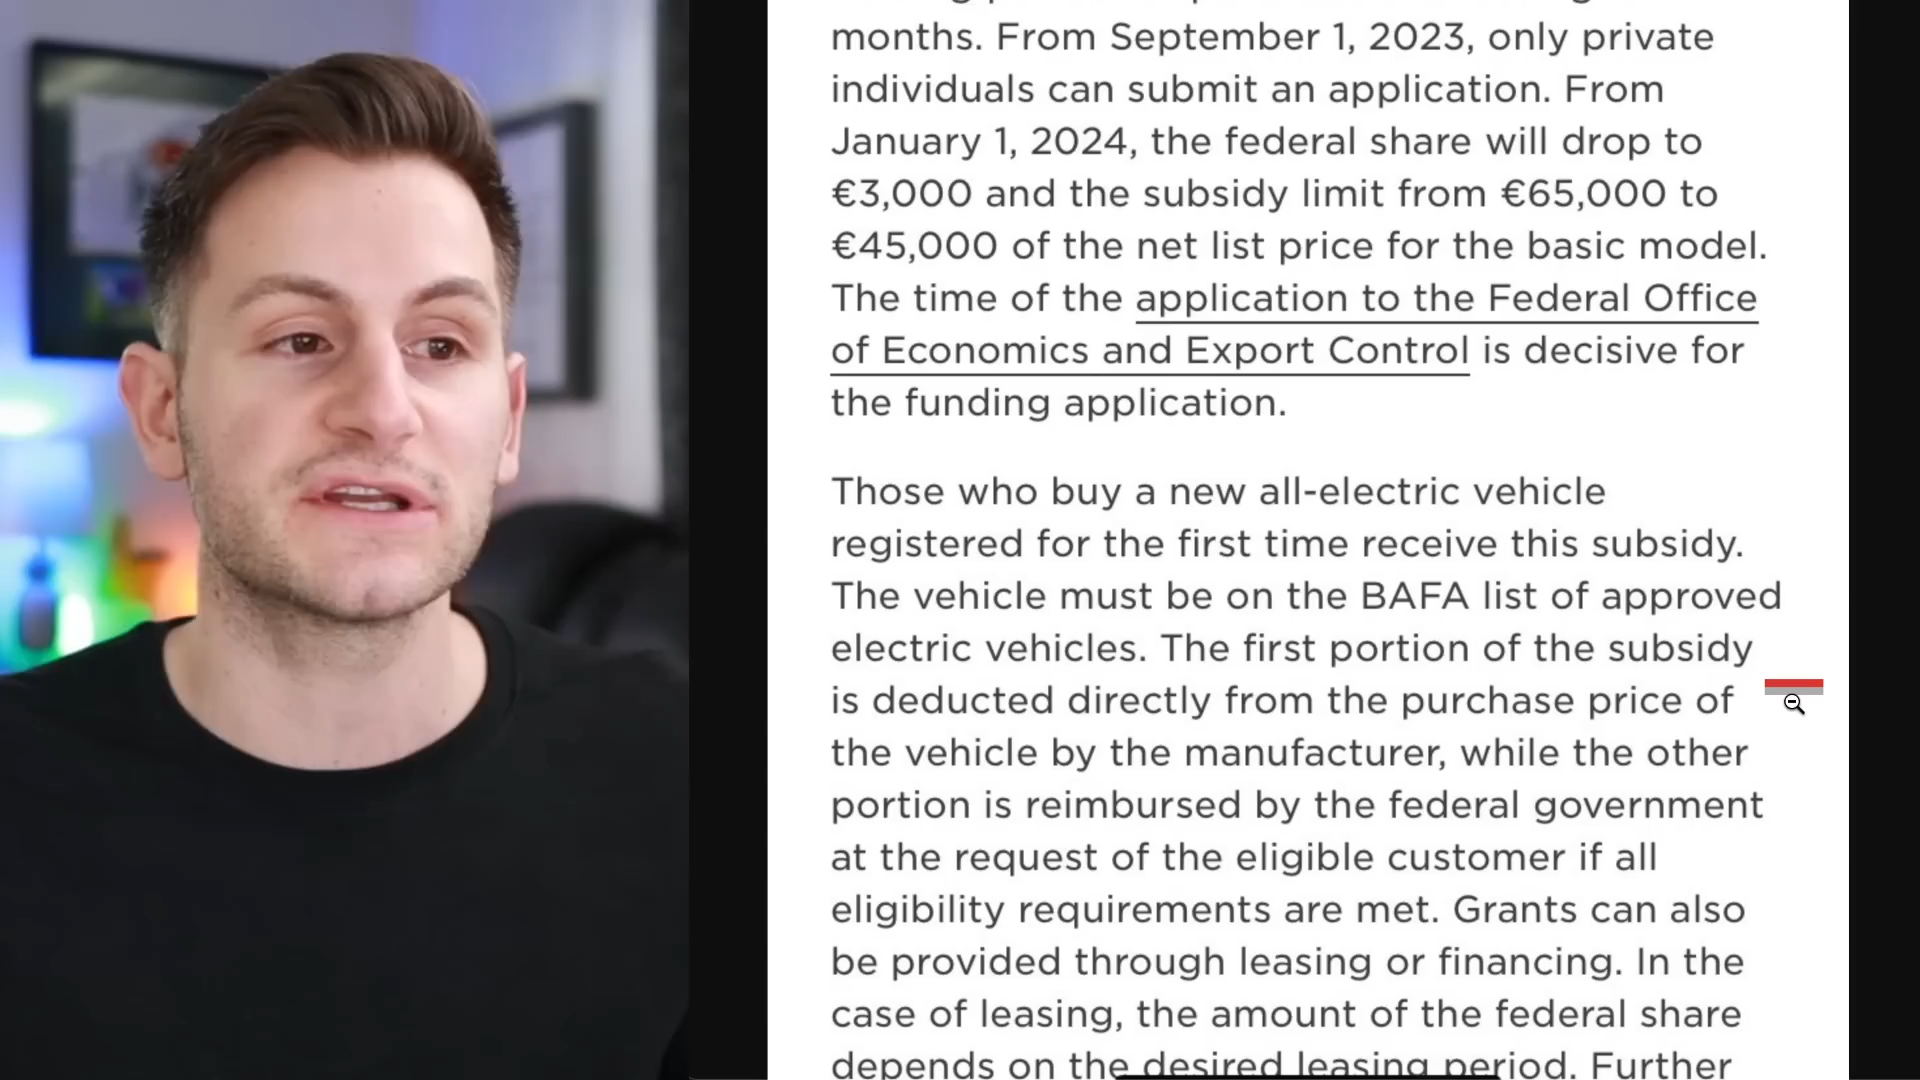 months. From September 1, 2023, only private
individuals can submit an application. From
January 1, 2024, the federal share will drop to
€3,000 and the subsidy limit from €65,000 to
€45,000 of the net list price for the basic model.
The time of the application to the Federal Office
of Economics and Export Control is decisive for
the funding application.
Those who buy a new all-electric vehicle
registered for the first time receive this subsidy.
The vehicle must be on the BAFA list of approved
electric vehicles. The first portion of the subsidy
is deducted directly from the purchase price of
the vehicle by the manufacturer, while the other
portion is reimbursed by the federal government
at the request of the eligible customer if all
eligibility requirements are met. Grants can also
be provided through leasing or financing. In the
case of leasing, the amount of the federal share
depends on the desired leasing period. Further